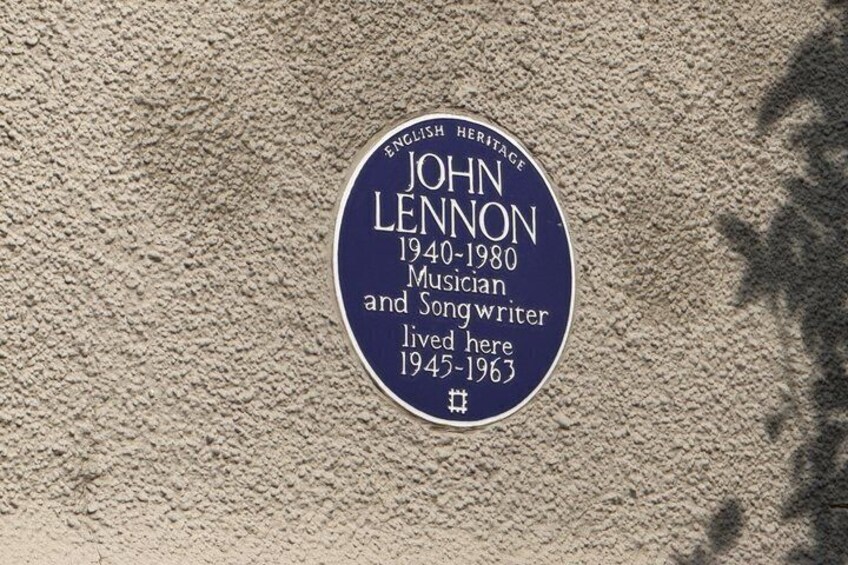 ENGLISH HERITAGE
JOHN
LENNON
1940-1980
Musician
and Songwriter
lived here
1945-1963